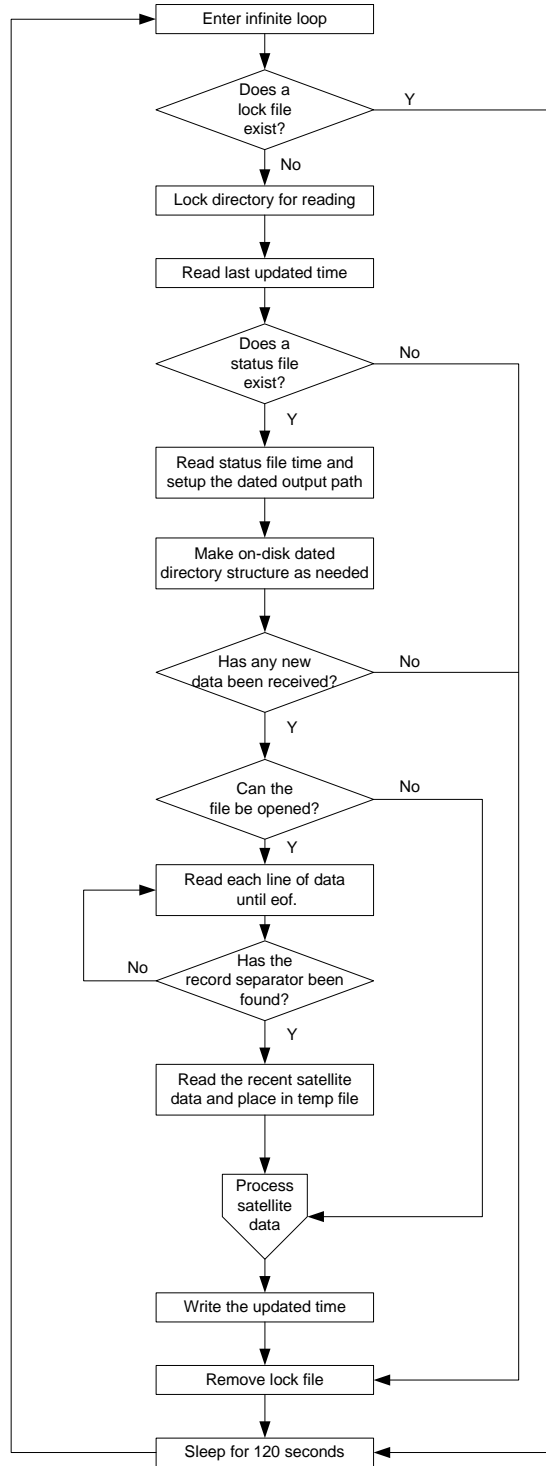 Enter infinite loop
Does a
lock file
exist?
Y
No
Lock directory for reading
Read last updated time
Does a
status file
exist?
No
Y
Read status file time and
setup the dated output path
Make on-disk dated
directory structure as needed
Has any new
data been received?
No
Y
Can the
file be opened?
No
Y
Read each line of data
until eof.
Has the
record separator been
found?
No
Y
Read the recent satellite
data and place in temp file
Process
satellite
data
Write the updated time
Remove lock file
Sleep for 120 seconds